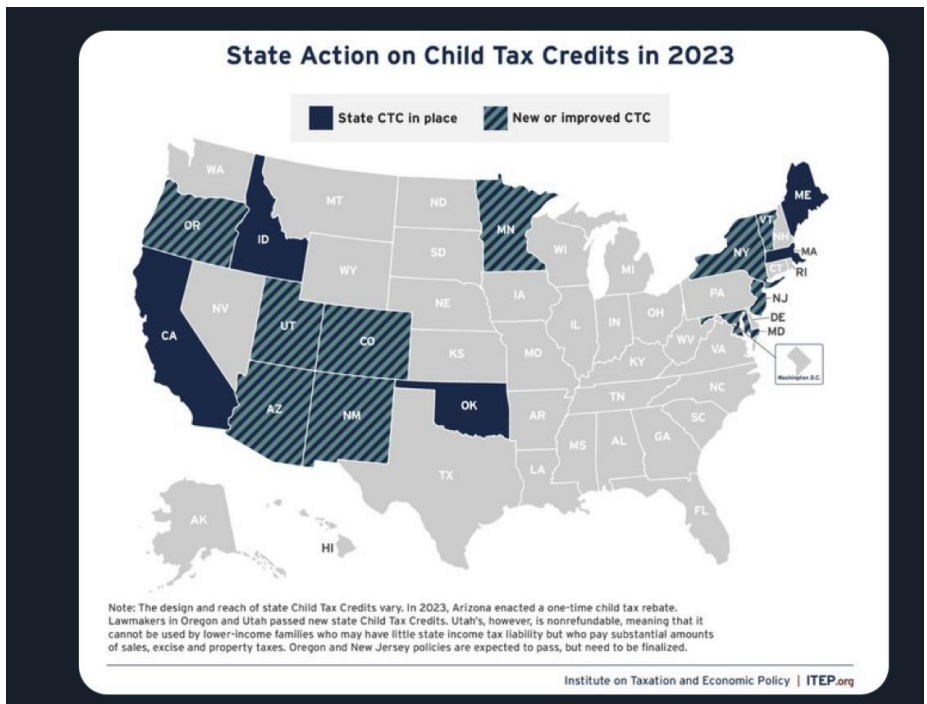 State Action on Child Tax Credits in 2023
State CTC in place
New or improved CTC
WA
MT
ND
MN
ME
OR
ID
WY
SD
WI
MI
NY
VT
NH
MA
CT
RI
NV
UT
CO
NE
IA
PA
NJ
CA
KS
MO
IL
IN
OH
WV
VA
DE
MD
KY
Washington D.C.
AZ
NM
OK
AR
TN
NC
SC
TX
LA
MS
AL
GA
FL
AK
HI
Note: The design and reach of state Child Tax Credits vary. In 2023, Arizona enacted a one-time child tax rebate.
Lawmakers in Oregon and Utah passed new state Child Tax Credits. Utah's, however, is nonrefundable, meaning that it
cannot be used by lower-income families who may have little state income tax liability but who pay substantial amounts
of sales, excise and property taxes. Oregon and New Jersey policies are expected to pass, but need to be finalized.
Institute on Taxation and Economic Policy | ITEP.org